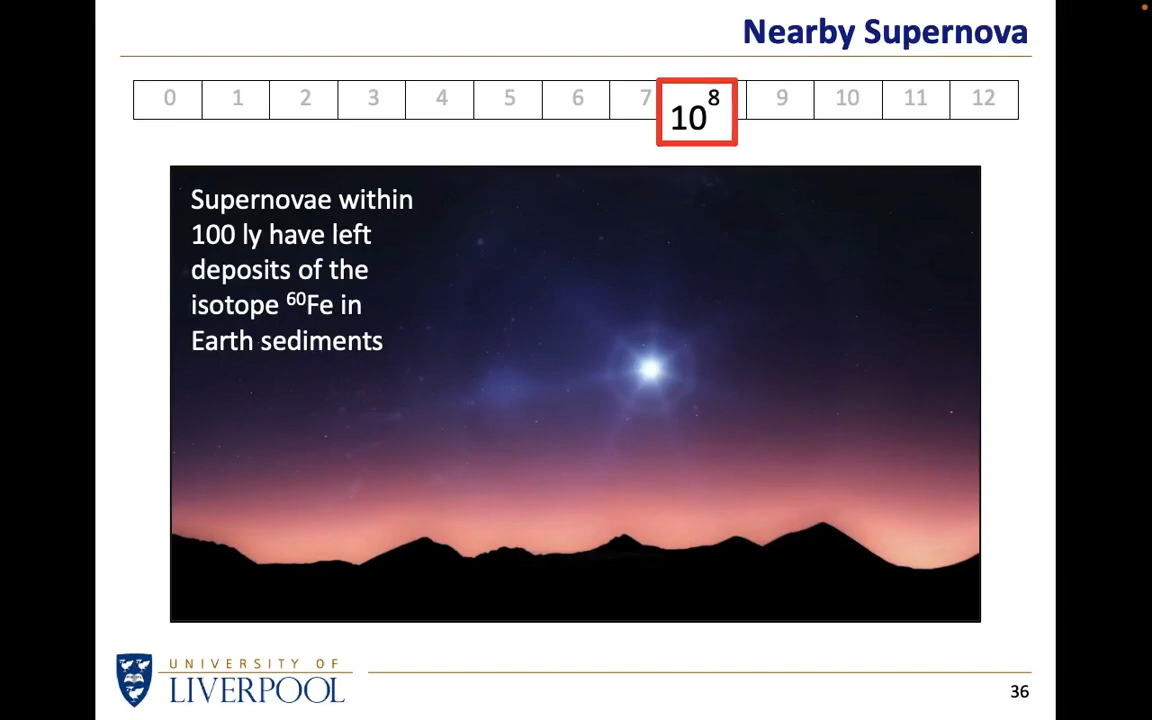 Nearby Supernova
0 1 2 3 4 5 6 7 10⁸ 9 10 11 12
Supernovae within
100 ly have left
deposits of the
isotope ⁶⁰Fe in
Earth sediments
UNIVERSITY OF
LIVERPOOL
36